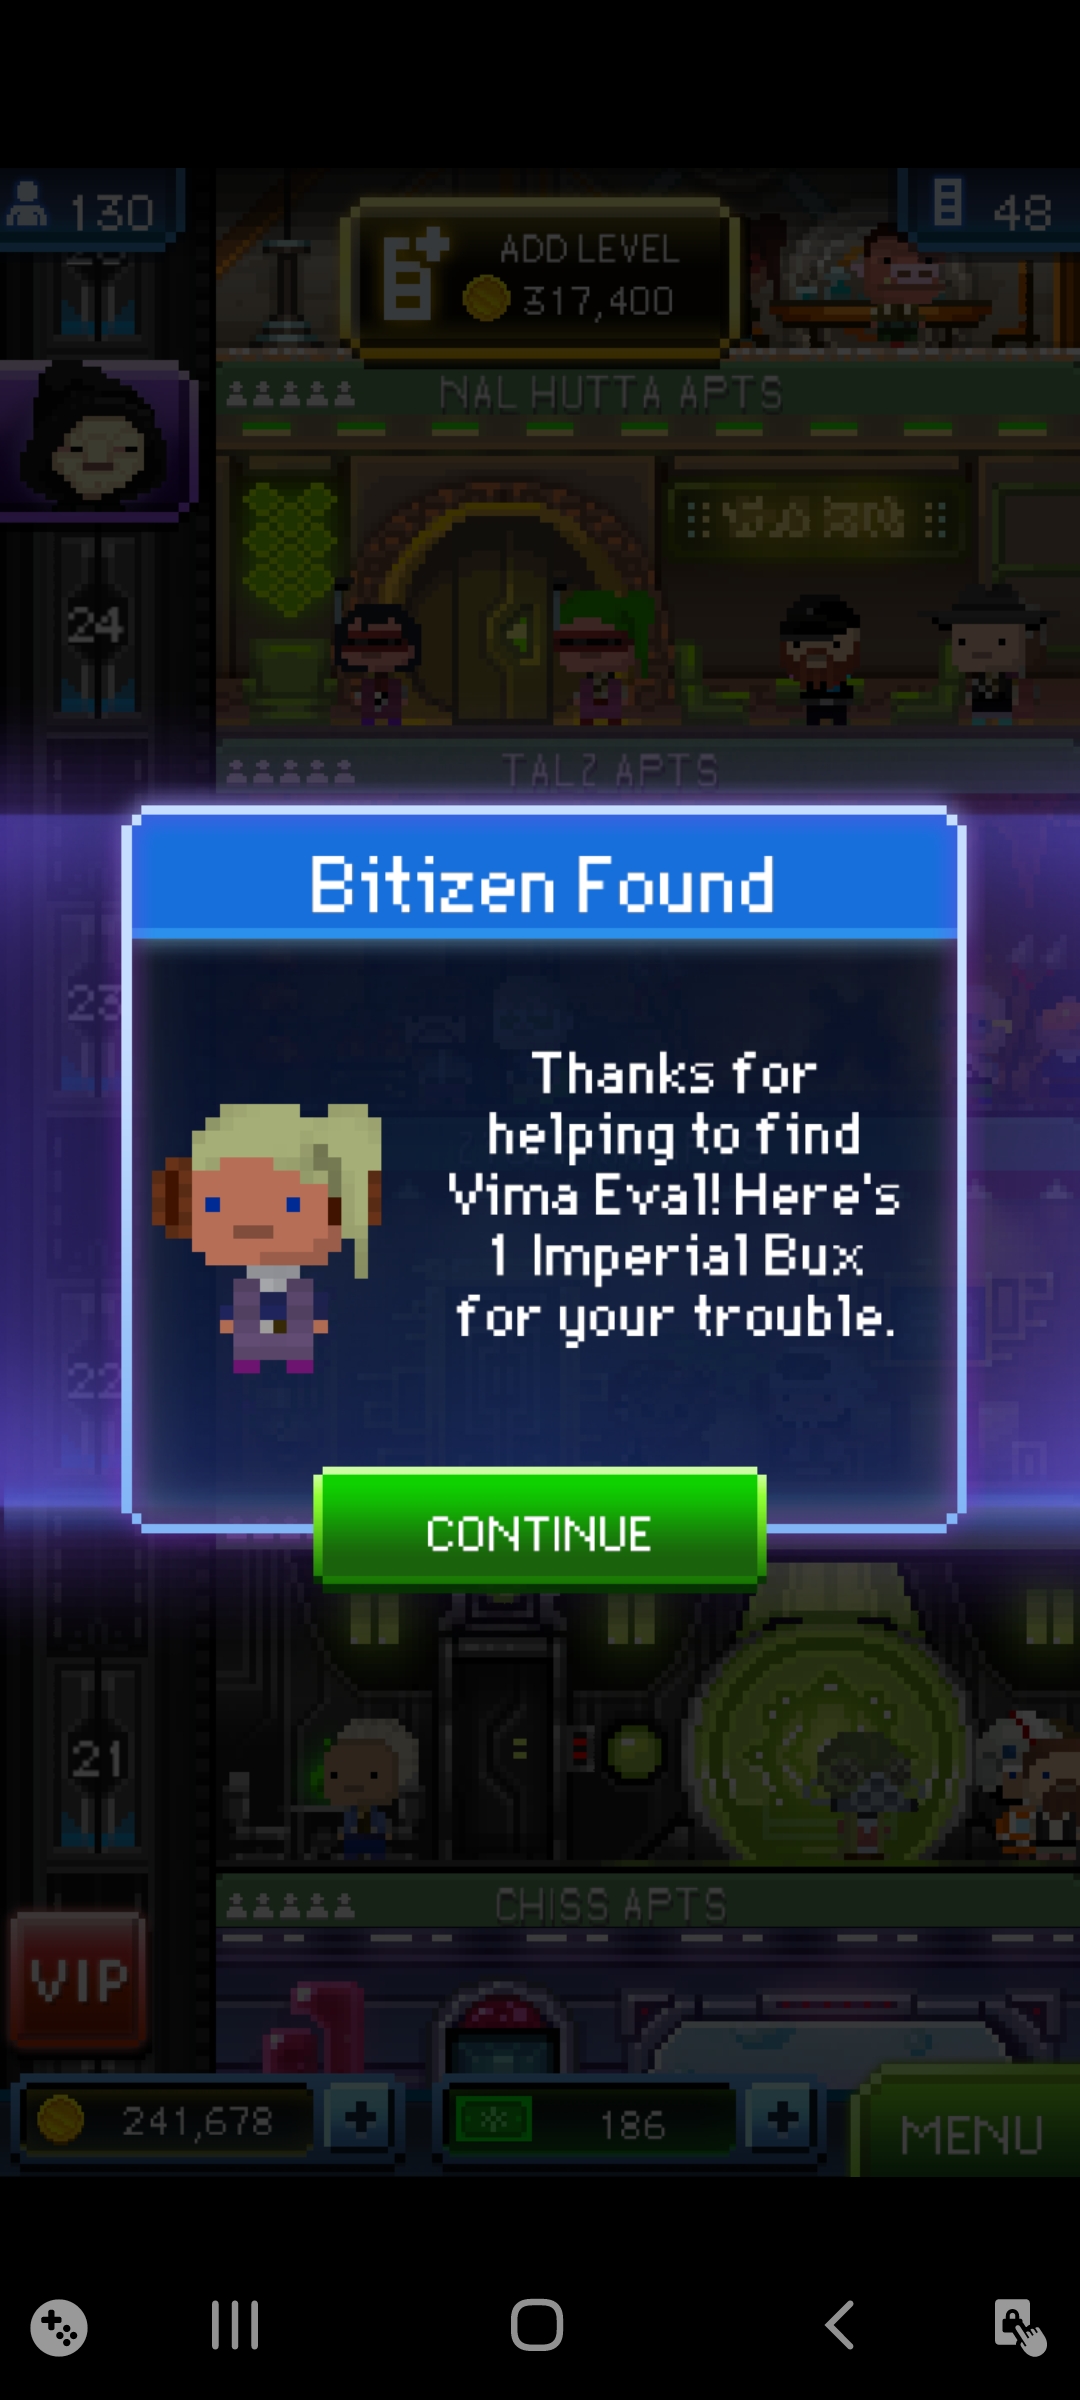 130
ADD LEVEL
317,400
48
NAL HUTTA APTS
24
TALZ APTS
Bitizen Found
23
Thanks for
helping to find
Vima Eval! Here's
1 Imperial Bux
for your trouble.
22
CONTINUE
21
CHISS APTS
VIP
241,678
186
MENU